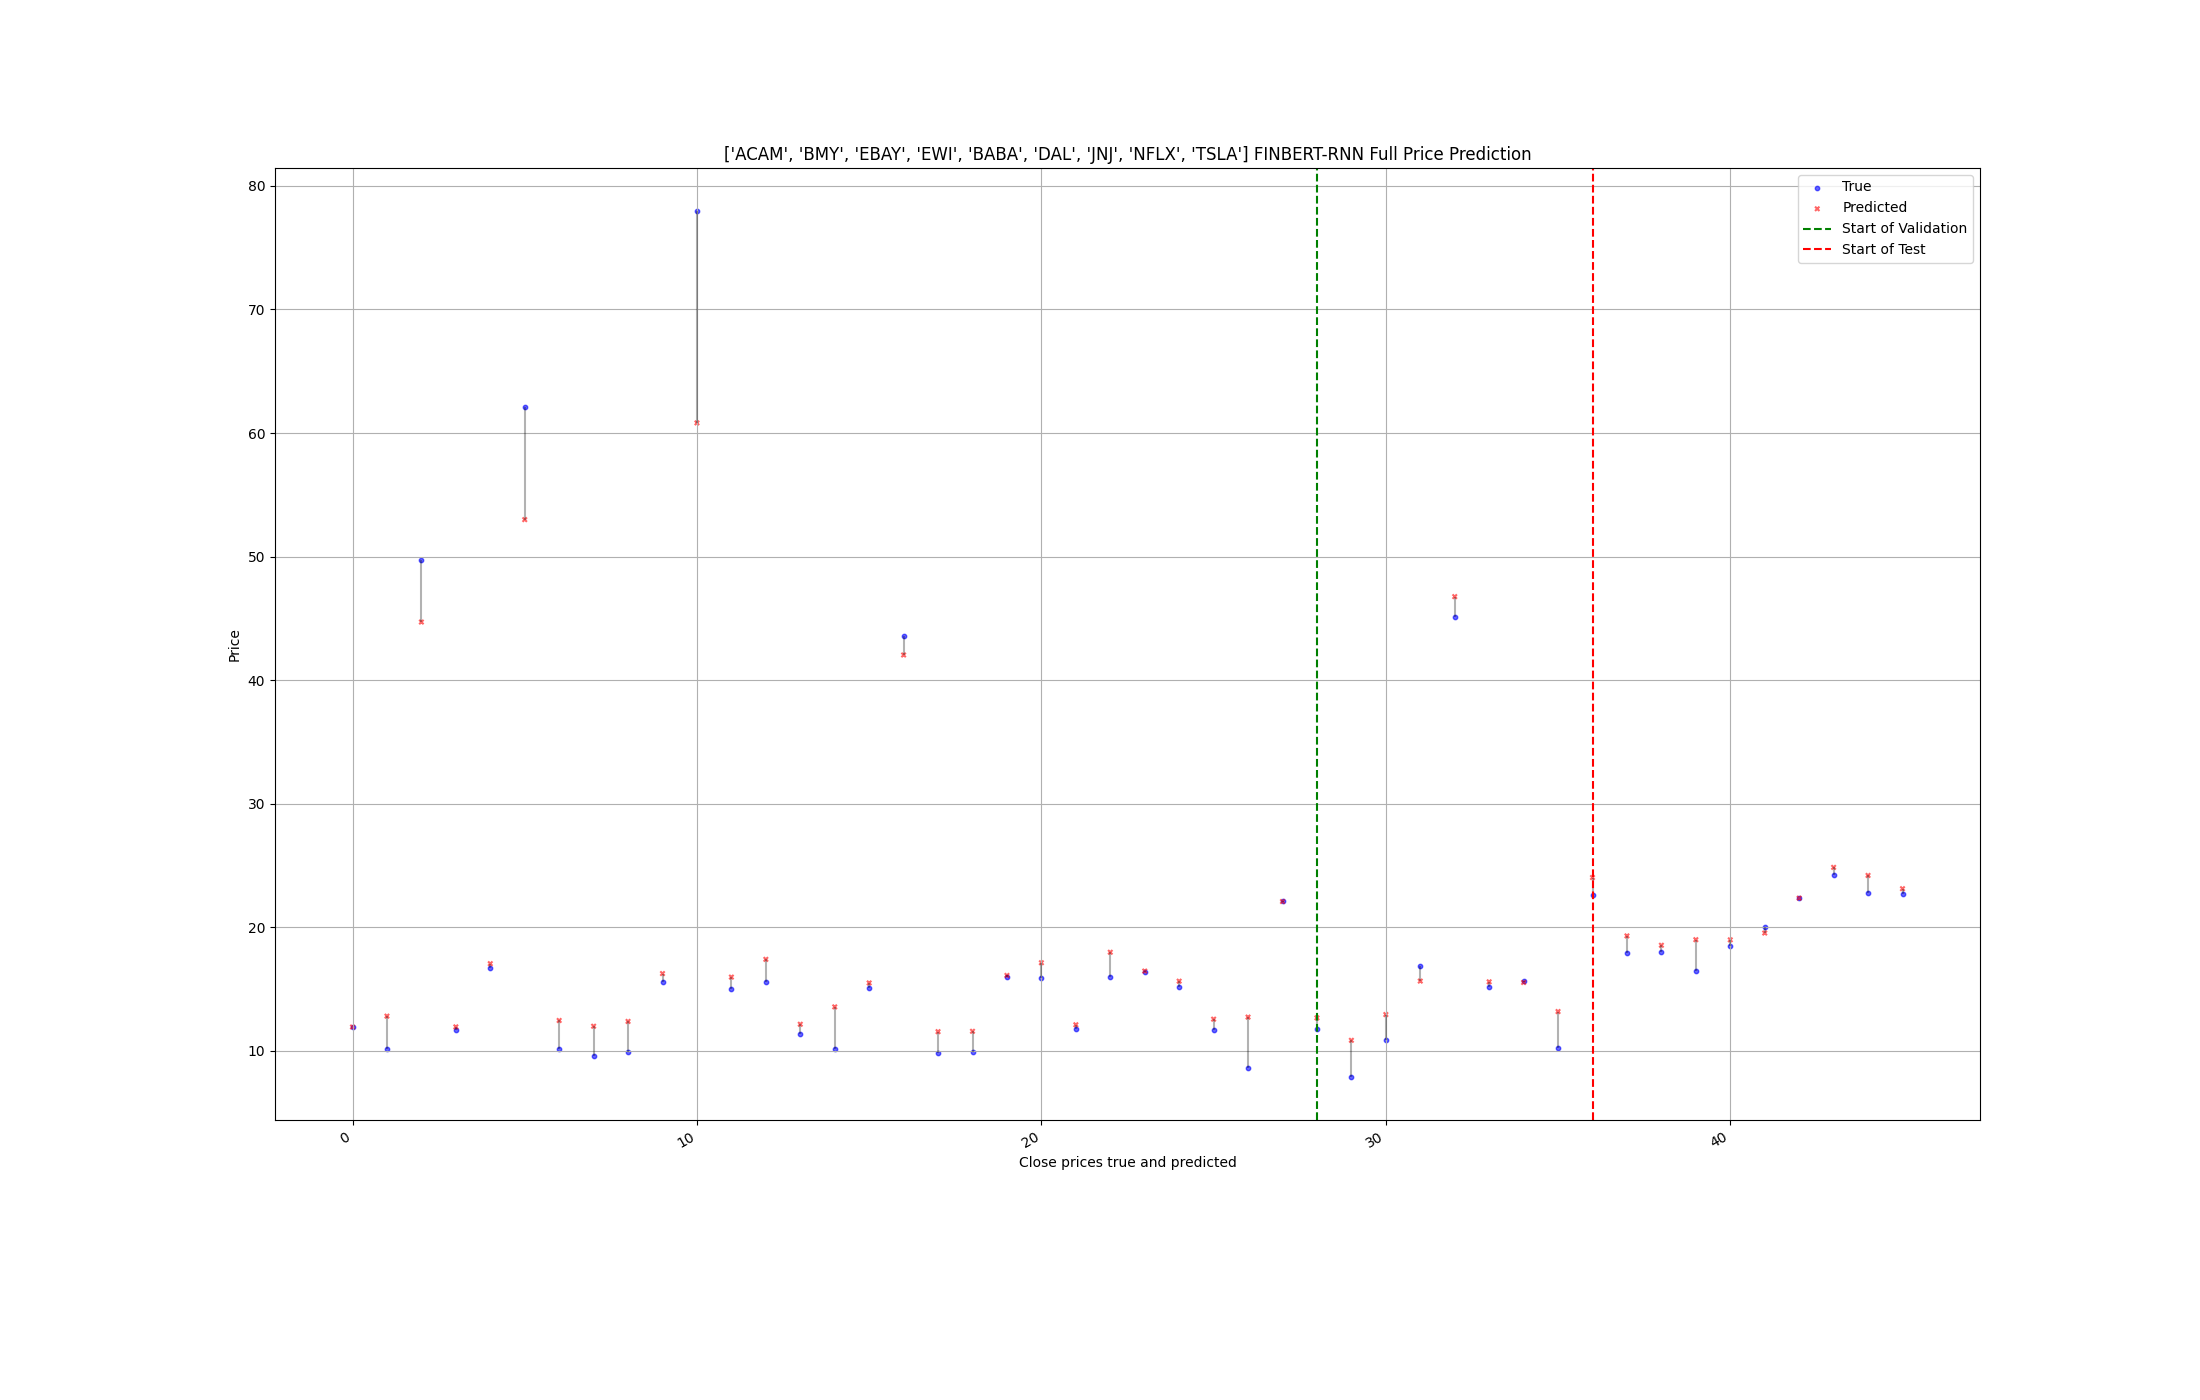 ['ACAM', 'BMY', 'EBAY', 'EWI', 'BABA', 'DAL', 'JNJ', 'NFLX', 'TSLA'] FINBERT-RNN Full Price Prediction
True
Predicted
Start of Validation
Start of Test
Price
80
70
60
50
40
30
20
10
0
10
20
30
40
Close prices true and predicted